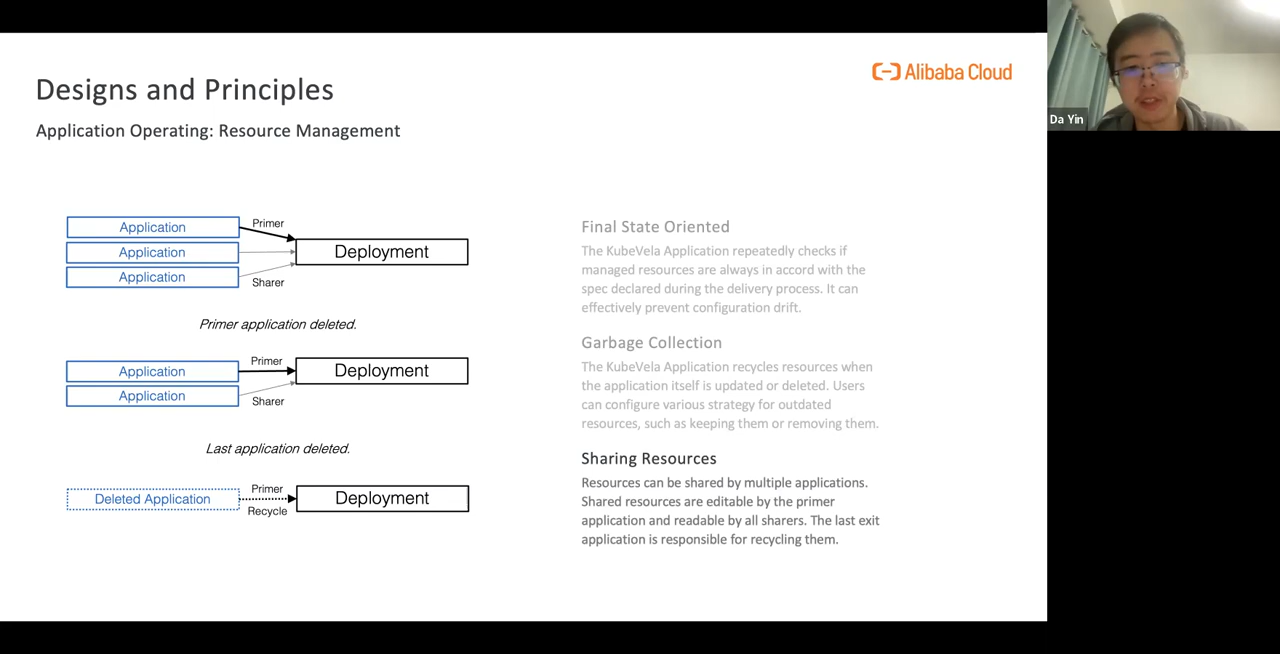 Designs and Principles
Alibaba Cloud
Application Operating: Resource Management
Da Yin
Application
Application
Application
Primer
Sharer
Deployment
Primer application deleted.
Application
Application
Primer
Sharer
Deployment
Last application deleted.
Deleted Application
Primer
Recycle
Deployment
Final State Oriented
The KubeVela Application repeatedly checks if
managed resources are always in accord with the
spec declared during the delivery process. It can
effectively prevent configuration drift.
Garbage Collection
The KubeVela Application recycles resources when
the application itself is updated or deleted. Users
can configure various strategy for outdated
resources, such as keeping them or removing them.
Sharing Resources
Resources can be shared by multiple applications.
Shared resources are editable by the primer
application and readable by all sharers. The last exit
application is responsible for recycling them.